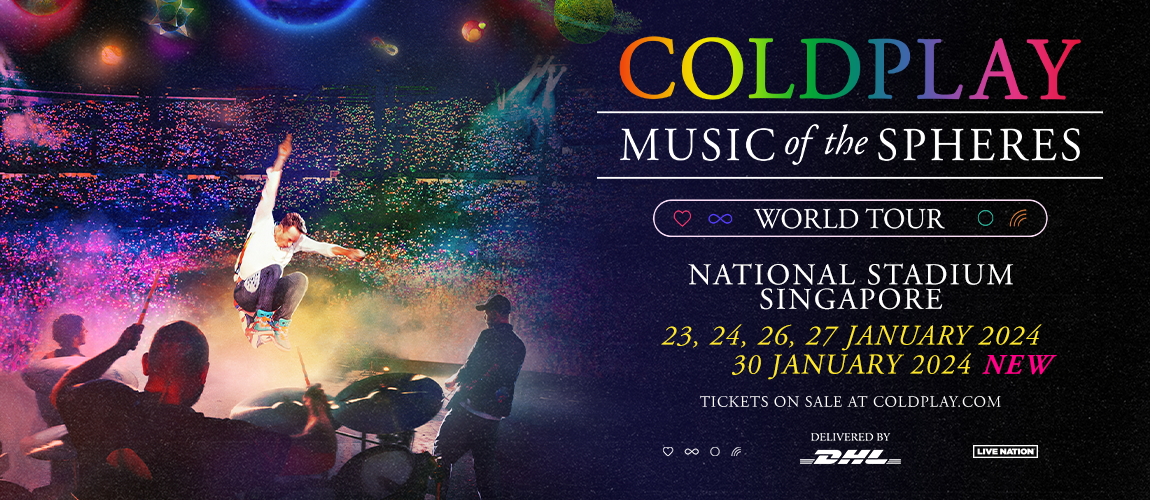 COLDPLAY
MUSIC of the SPHERES
WORLD TOUR
NATIONAL STADIUM
SINGAPORE
23, 24, 26, 27 JANUARY 2024
30 JANUARY 2024 NEW
TICKETS ON SALE AT COLDPLAY.COM
DELIVERED BY
DHL
LIVE NATION